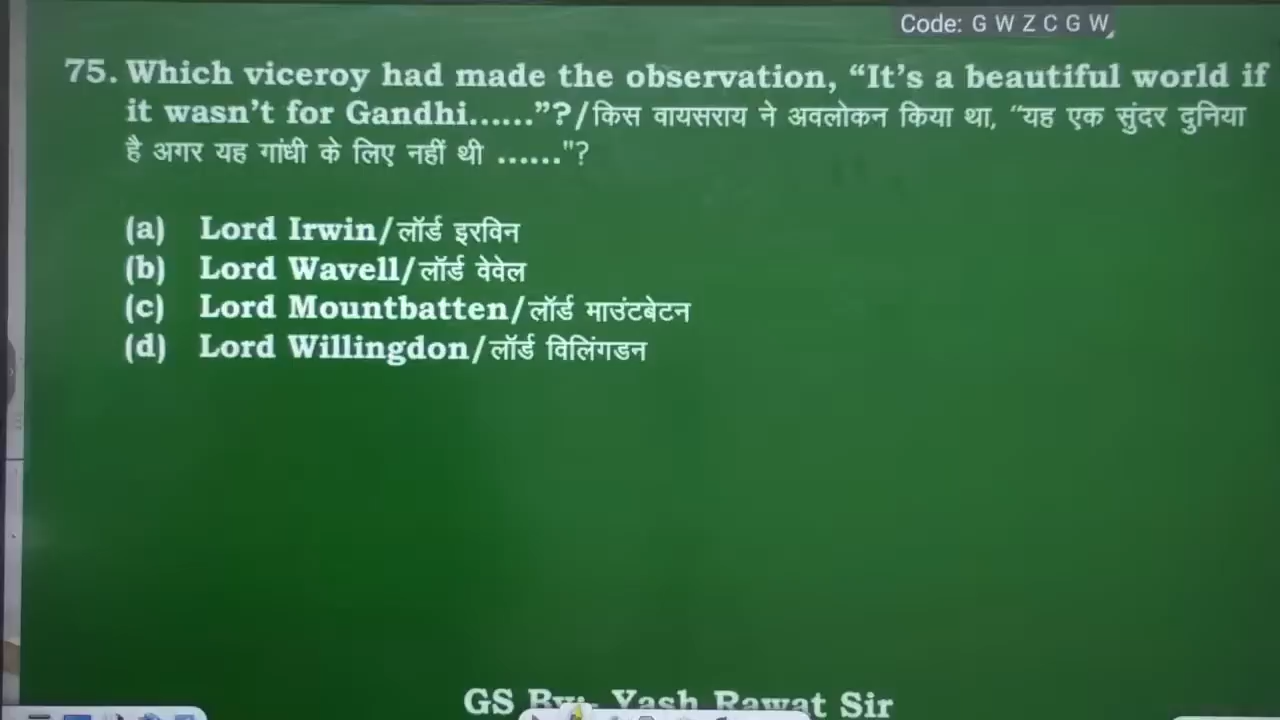 Code: G W Z C G W
75. Which viceroy had made the observation, “It’s a beautiful world if
it wasn’t for Gandhi......”?/किस वायसराय ने अवलोकन किया था, “यह एक सुंदर दुनिया
है अगर यह गांधी के लिए नहीं थी ......"?
(a) Lord Irwin/लॉर्ड इरविन
(b) Lord Wavell/लॉर्ड वेवेल
(c) Lord Mountbatten/लॉर्ड माउंटबेटन
(d) Lord Willingdon/लॉर्ड विलिंगडन
GS By:- Yash Rawat Sir